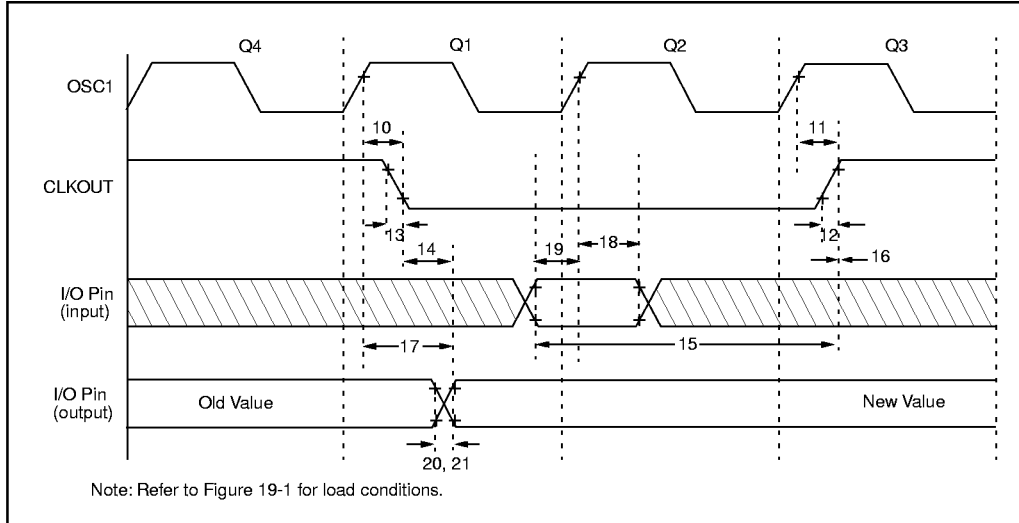 Q4 Q1 Q2 Q3
OSC1
10 11
CLKOUT
13 12
14 19 18 16
I/O Pin
(input)
17 15
I/O Pin
(output)
Old Value New Value
20, 21
Note: Refer to Figure 19-1 for load conditions.